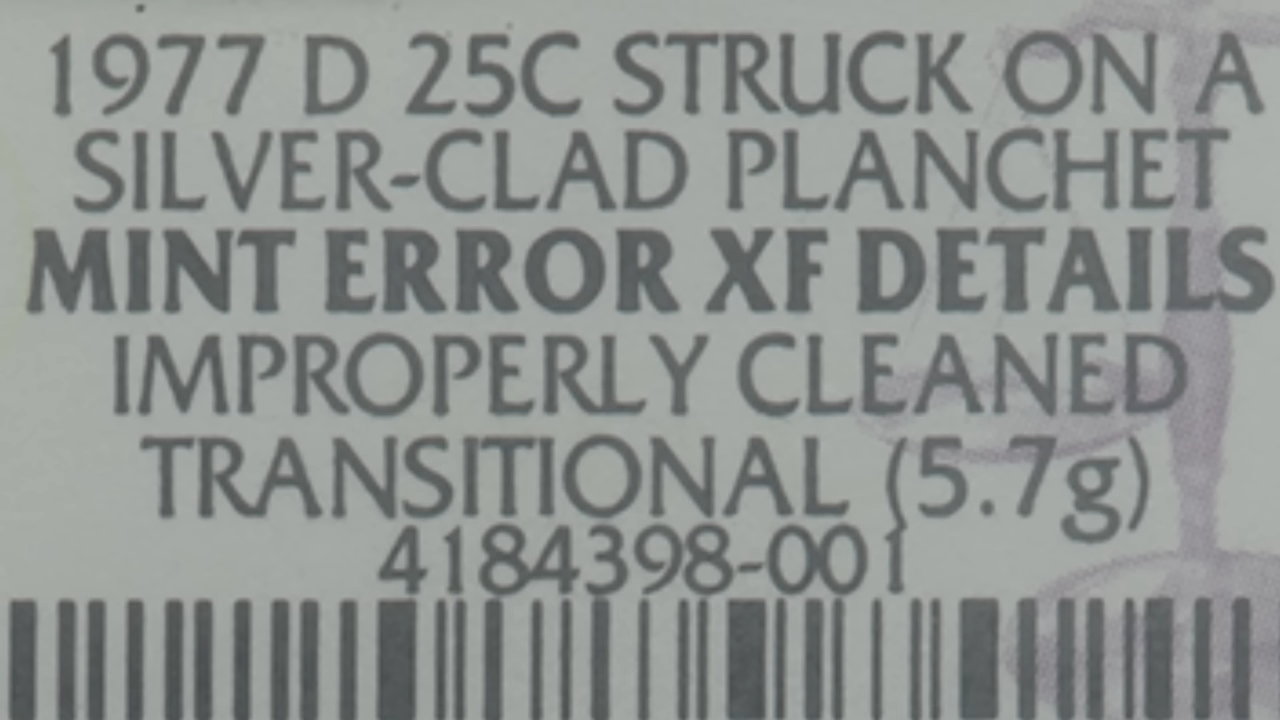 1977 D 25C STRUCK ON A
SILVER-CLAD PLANCHET
MINT ERROR XF DETAILS
IMPROPERLY CLEANED
TRANSITIONAL (5.7g)
4184398-001